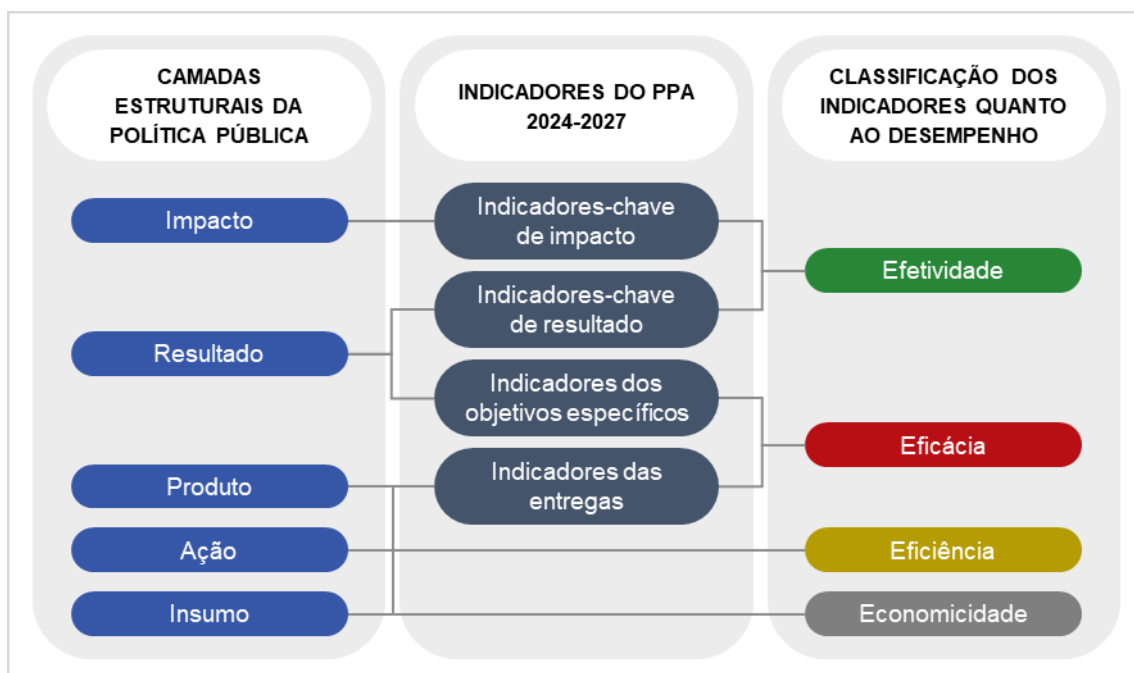 CAMADAS
ESTRUTURAIS DA
POLÍTICA PÚBLICA
Impacto
Resultado
Produto
Ação
Insumo
INDICADORES DO PPA
2024-2027
Indicadores-chave
de impacto
Indicadores-chave
de resultado
Indicadores dos
objetivos específicos
Indicadores das
entregas
CLASSIFICAÇÃO DOS
INDICADORES QUANTO
AO DESEMPENHO
Efetividade
Eficácia
Eficiência
Economicidade